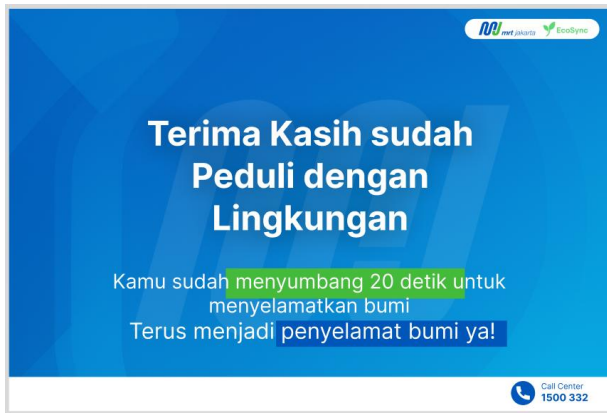 mrt jakarta EcoSync
Terima Kasih sudah
Peduli dengan
Lingkungan
Kamu sudah menyumbang 20 detik untuk
menyelamatkan bumi
Terus menjadi penyelamat bumi ya!
Call Center
1500 332